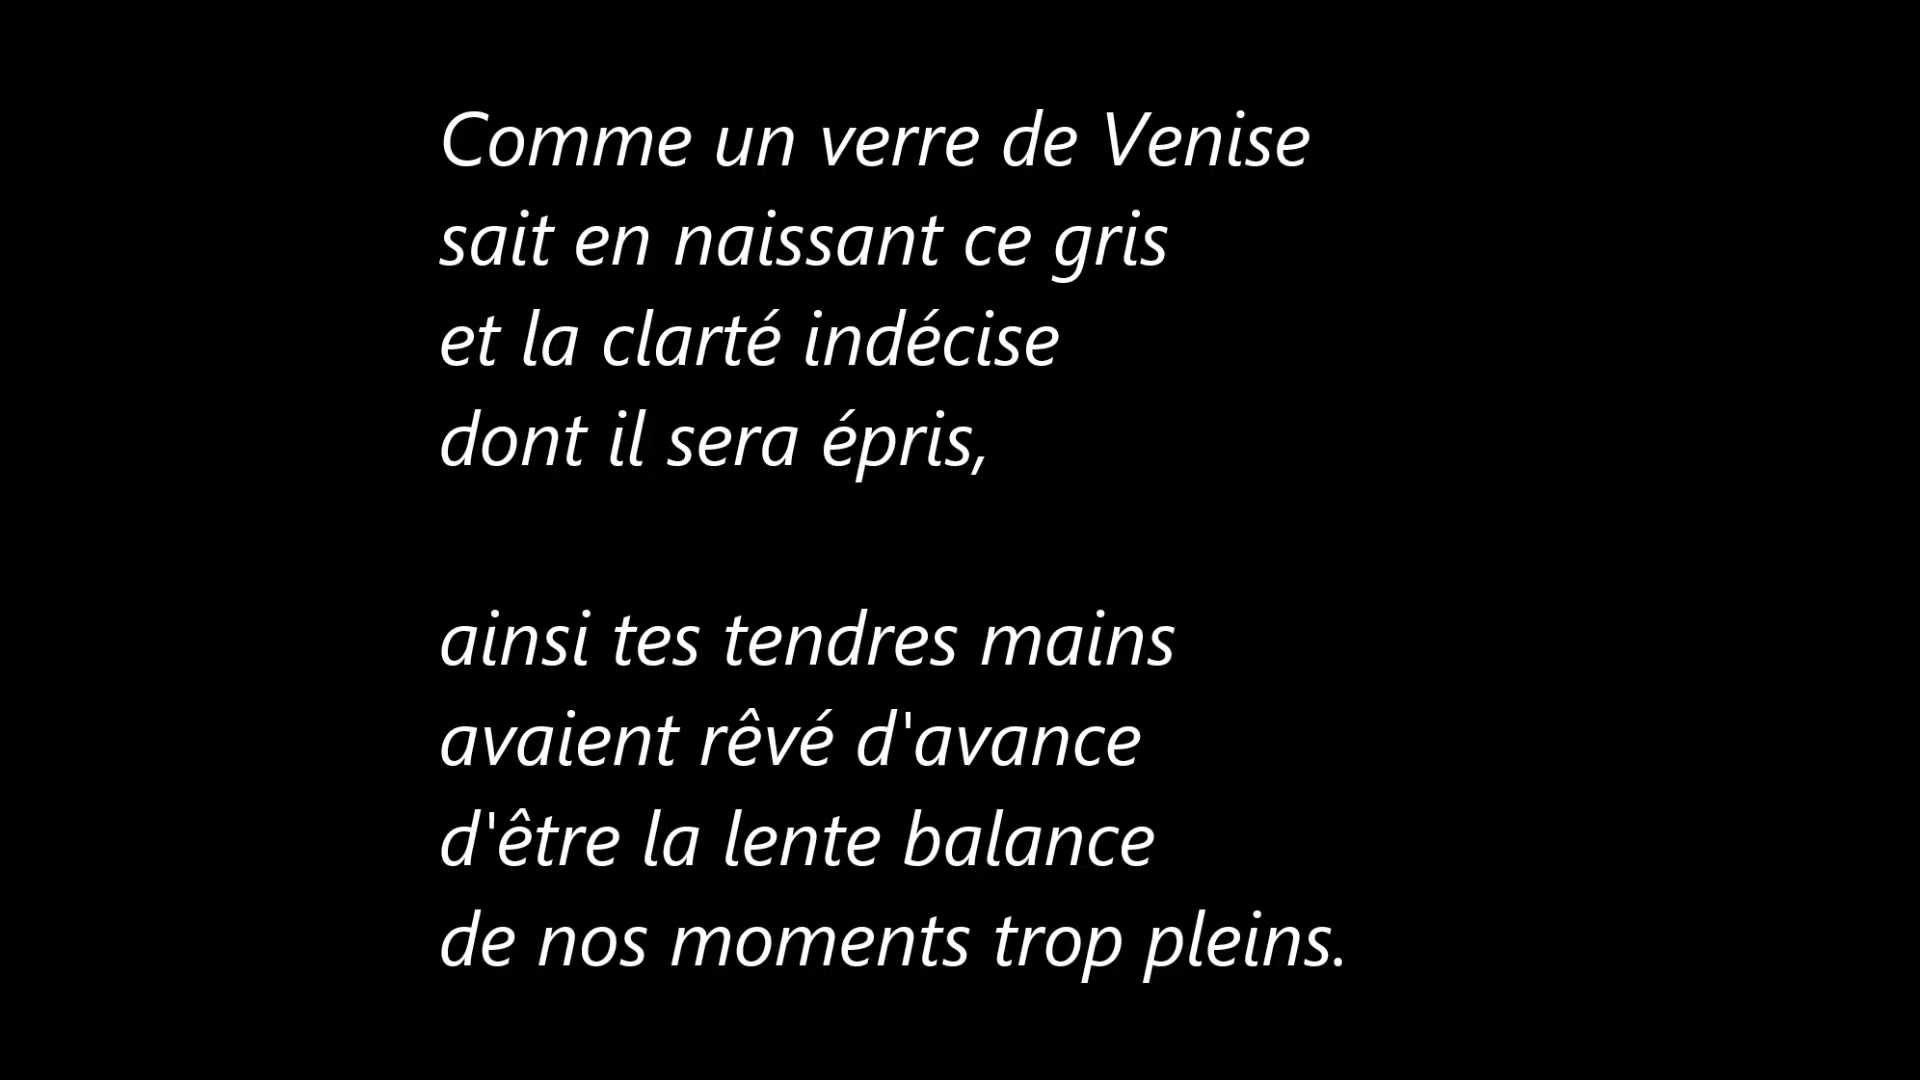 Comme un verre de Venise
sait en naissant ce gris
et la clarté indécise
dont il sera épris,
ainsi tes tendres mains
avaient rêvé d'avance
d'être la lente balance
de nos moments trop pleins.